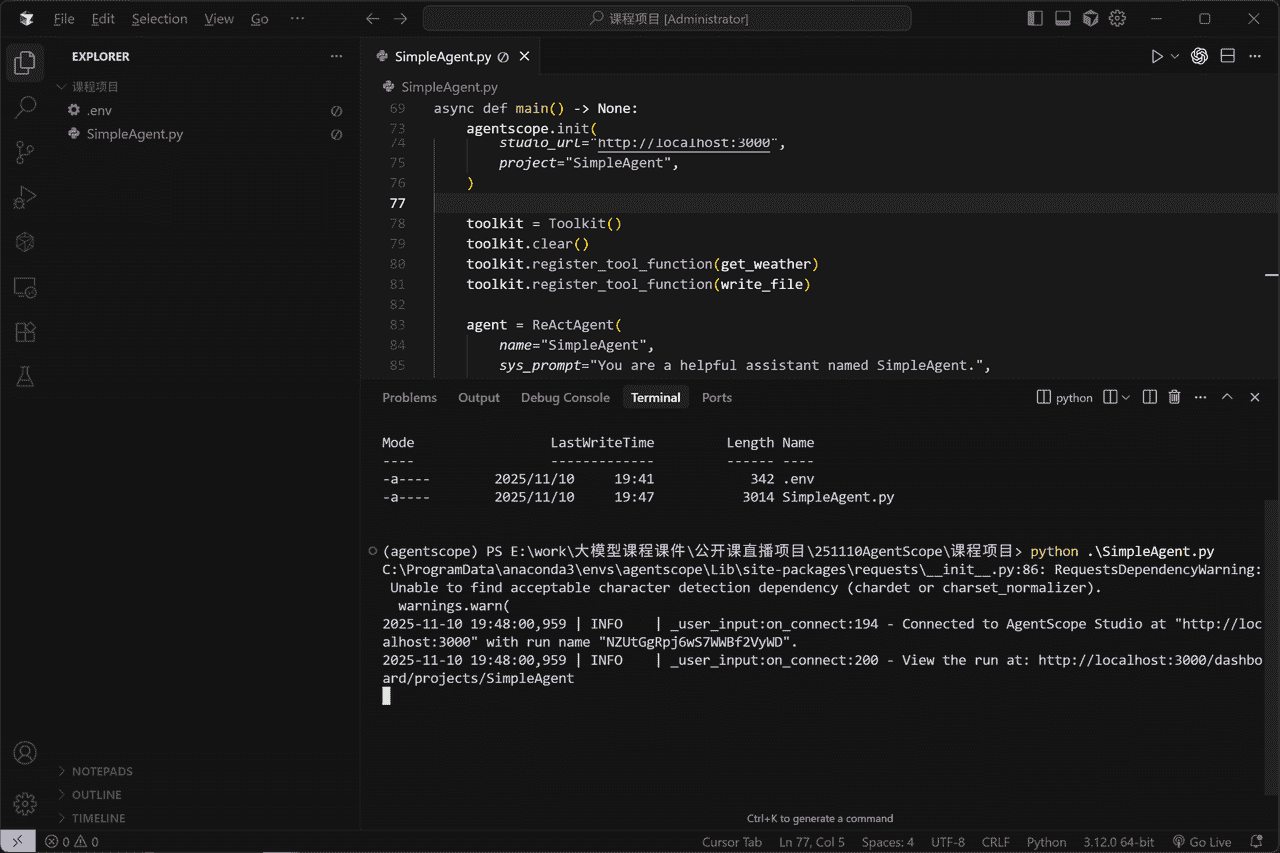 File Edit Selection View Go ··· 课程项目 [Administrator]
EXPLORER ···
课程项目
.env
SimpleAgent.py
SimpleAgent.py
SimpleAgent.py
69 async def main() -> None:
73 agentscope.init(
74 studio_url="http://localhost:3000",
75 project="SimpleAgent",
76 )
77
78 toolkit = Toolkit()
79 toolkit.clear()
80 toolkit.register_tool_function(get_weather)
81 toolkit.register_tool_function(write_file)
82
83 agent = ReActAgent(
84 name="SimpleAgent",
85 sys_prompt="You are a helpful assistant named SimpleAgent.",
Problems Output Debug Console Terminal Ports python
Mode LastWriteTime Length Name
---- ------------- ------ ----
-a---- 2025/11/10 19:41 342 .env
-a---- 2025/11/10 19:47 3014 SimpleAgent.py
(agentscope) PS E:\work\大模型课程课件\公开课直播项目\251110AgentScope\课程项目> python .\SimpleAgent.py
C:\ProgramData\anaconda3\envs\agentscope\Lib\site-packages\requests\__init__.py:86: RequestsDependencyWarning:
Unable to find acceptable character detection dependency (chardet or charset_normalizer).
warnings.warn(
2025-11-10 19:48:00,959 | INFO | _user_input:on_connect:194 - Connected to AgentScope Studio at "http://loc
alhost:3000" with run name "NZUtGgRpj6wS7WWBf2VyWD".
2025-11-10 19:48:00,959 | INFO | _user_input:on_connect:200 - View the run at: http://localhost:3000/dashbo
ard/projects/SimpleAgent
NOTEPADS
OUTLINE
TIMELINE
Ctrl+K to generate a command
0 0 Cursor Tab Ln 77, Col 5 Spaces: 4 UTF-8 CRLF Python 3.12.0 64-bit Go Live